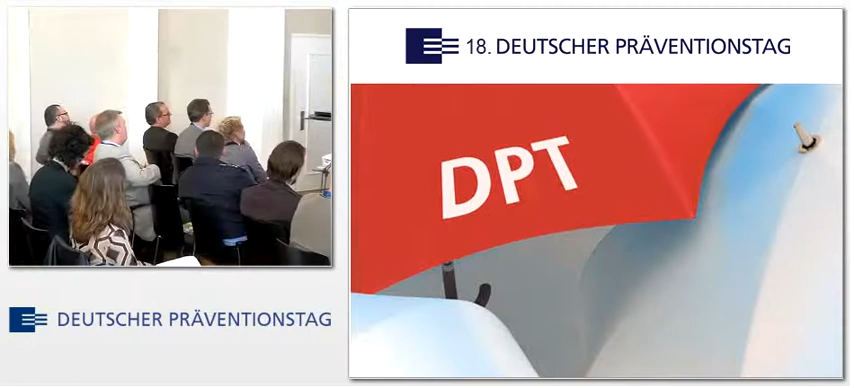 DEUTSCHER PRÄVENTIONSTAG
18. DEUTSCHER PRÄVENTIONSTAG
DPT